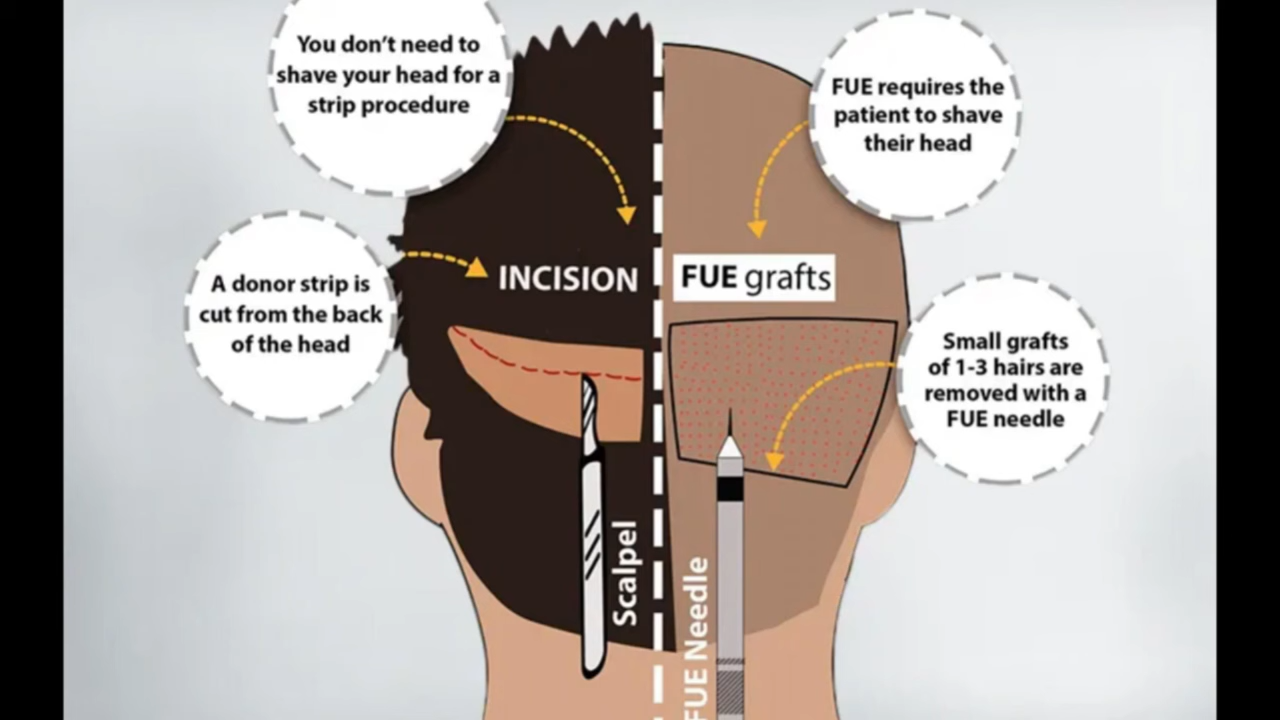 You don't need to
shave your head for a
strip procedure
FUE requires the
patient to shave
their head
A donor strip is
cut from the back
of the head
INCISION
FUE grafts
Small grafts
of 1-3 hairs are
removed with a
FUE needle
Scalpel
FUE Needle